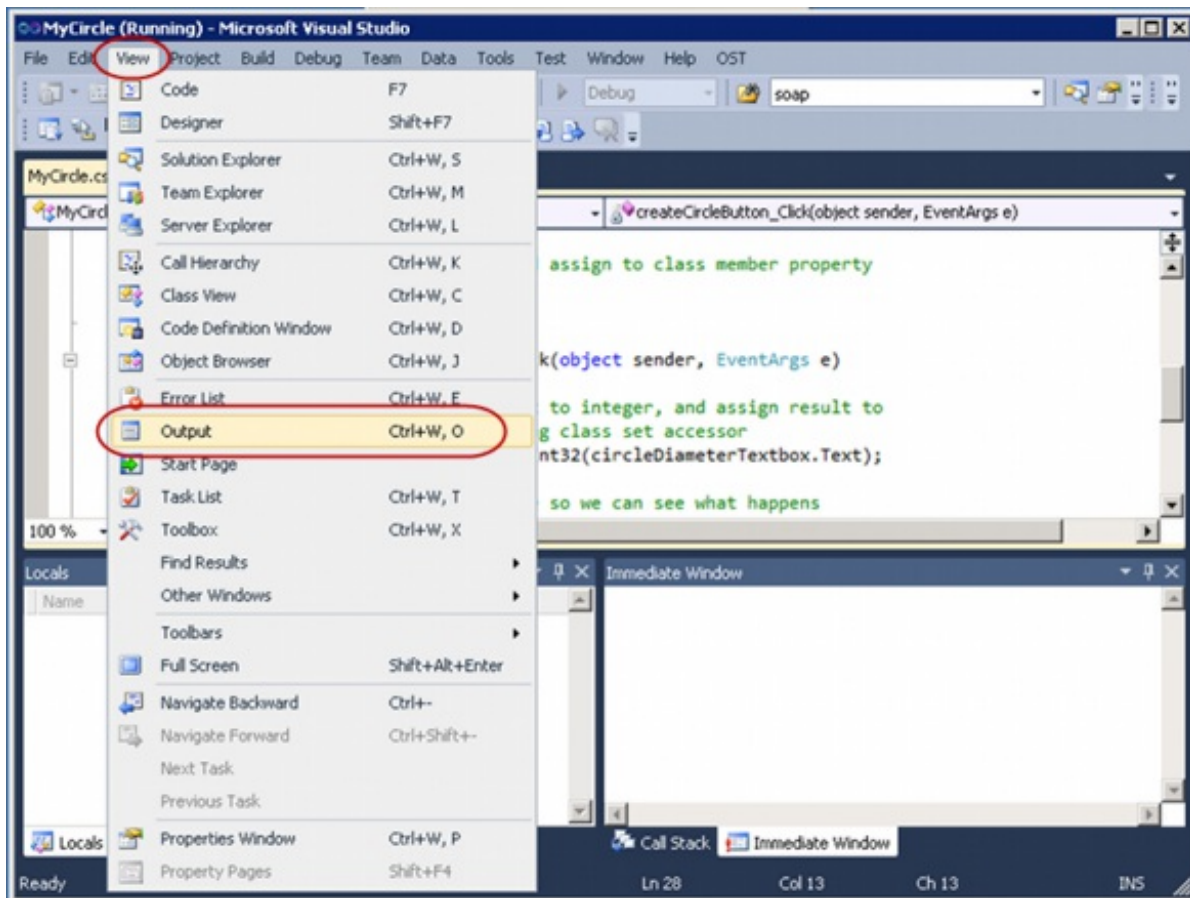 MyCircle (Running) - Microsoft Visual Studio
File Edit View Project Build Debug Team Data Tools Test Window Help OST
Debug soap
MyCircle.cs
MyCircl createCircleButton_Click(object sender, EventArgs e)
Code F7
Designer Shift+F7
Solution Explorer Ctrl+W, S
Team Explorer Ctrl+W, M
Server Explorer Ctrl+W, L
Call Hierarchy Ctrl+W, K
Class View Ctrl+W, C
Code Definition Window Ctrl+W, D
Object Browser Ctrl+W, J
Error List Ctrl+W, E
Output Ctrl+W, O
Start Page
Task List Ctrl+W, T
Toolbox Ctrl+W, X
Find Results
Other Windows
Toolbars
Full Screen Shift+Alt+Enter
Navigate Backward Ctrl+-
Navigate Forward Ctrl+Shift+-
Next Task
Previous Task
Properties Window Ctrl+W, P
Property Pages Shift+F4
assign to class member property
k(object sender, EventArgs e)
to integer, and assign result to
g class set accessor
nt32(circleDiameterTextbox.Text);
so we can see what happens
100 %
Locals
Name
Immediate Window
Locals
Call Stack Immediate Window
Ready Ln 28 Col 13 Ch 13 INS